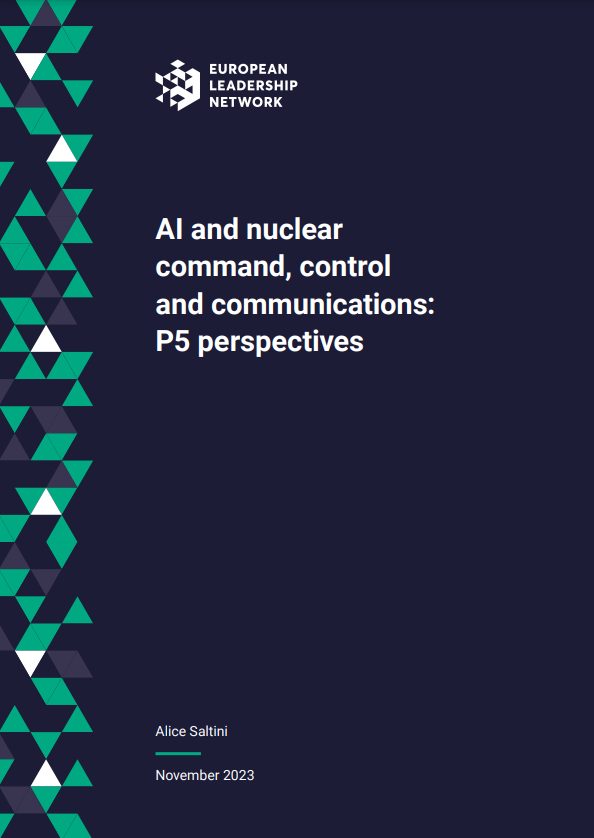 EUROPEAN
LEADERSHIP
NETWORK
AI and nuclear
command, control
and communications:
P5 perspectives
Alice Saltini
November 2023